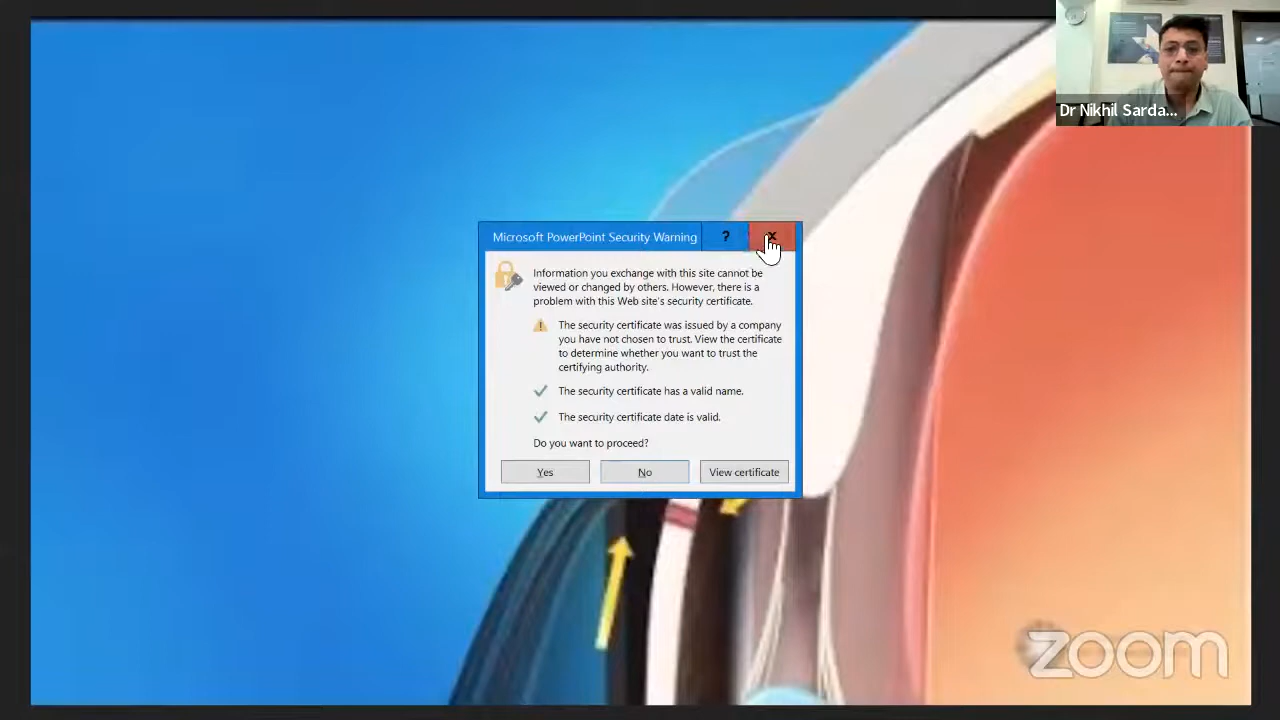 Dr Nikhil Sarda...
Microsoft PowerPoint Security Warning
?
Information you exchange with this site cannot be
viewed or changed by others. However, there is a
problem with this Web site's security certificate.
The security certificate was issued by a company
you have not chosen to trust. View the certificate
to determine whether you want to trust the
certifying authority.
The security certificate has a valid name.
The security certificate date is valid.
Do you want to proceed?
Yes
No
View certificate
zoom